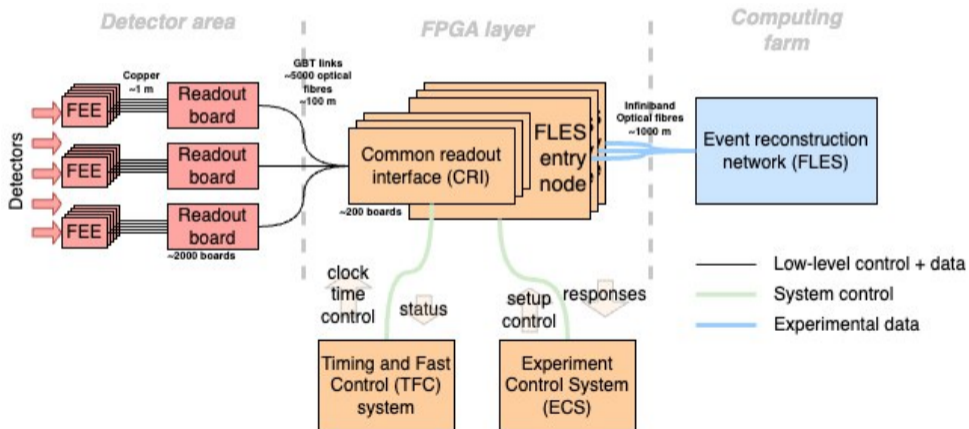 Detector area
FPGA layer
Computing
farm
Copper
~1 m
GBT links
~5000 optical
fibres
~100 m
FEE
Readout
board
FEE
Readout
board
FEE
Readout
board
~2000 boards
Detectors
Common readout
interface (CRI)
~200 boards
FLES
entry
node
Infiniband
Optical fibres
~1000 m
Event reconstruction
network (FLES)
clock
time
control
status
setup
control
responses
Timing and Fast
Control (TFC)
system
Experiment
Control System
(ECS)
Low-level control + data
System control
Experimental data